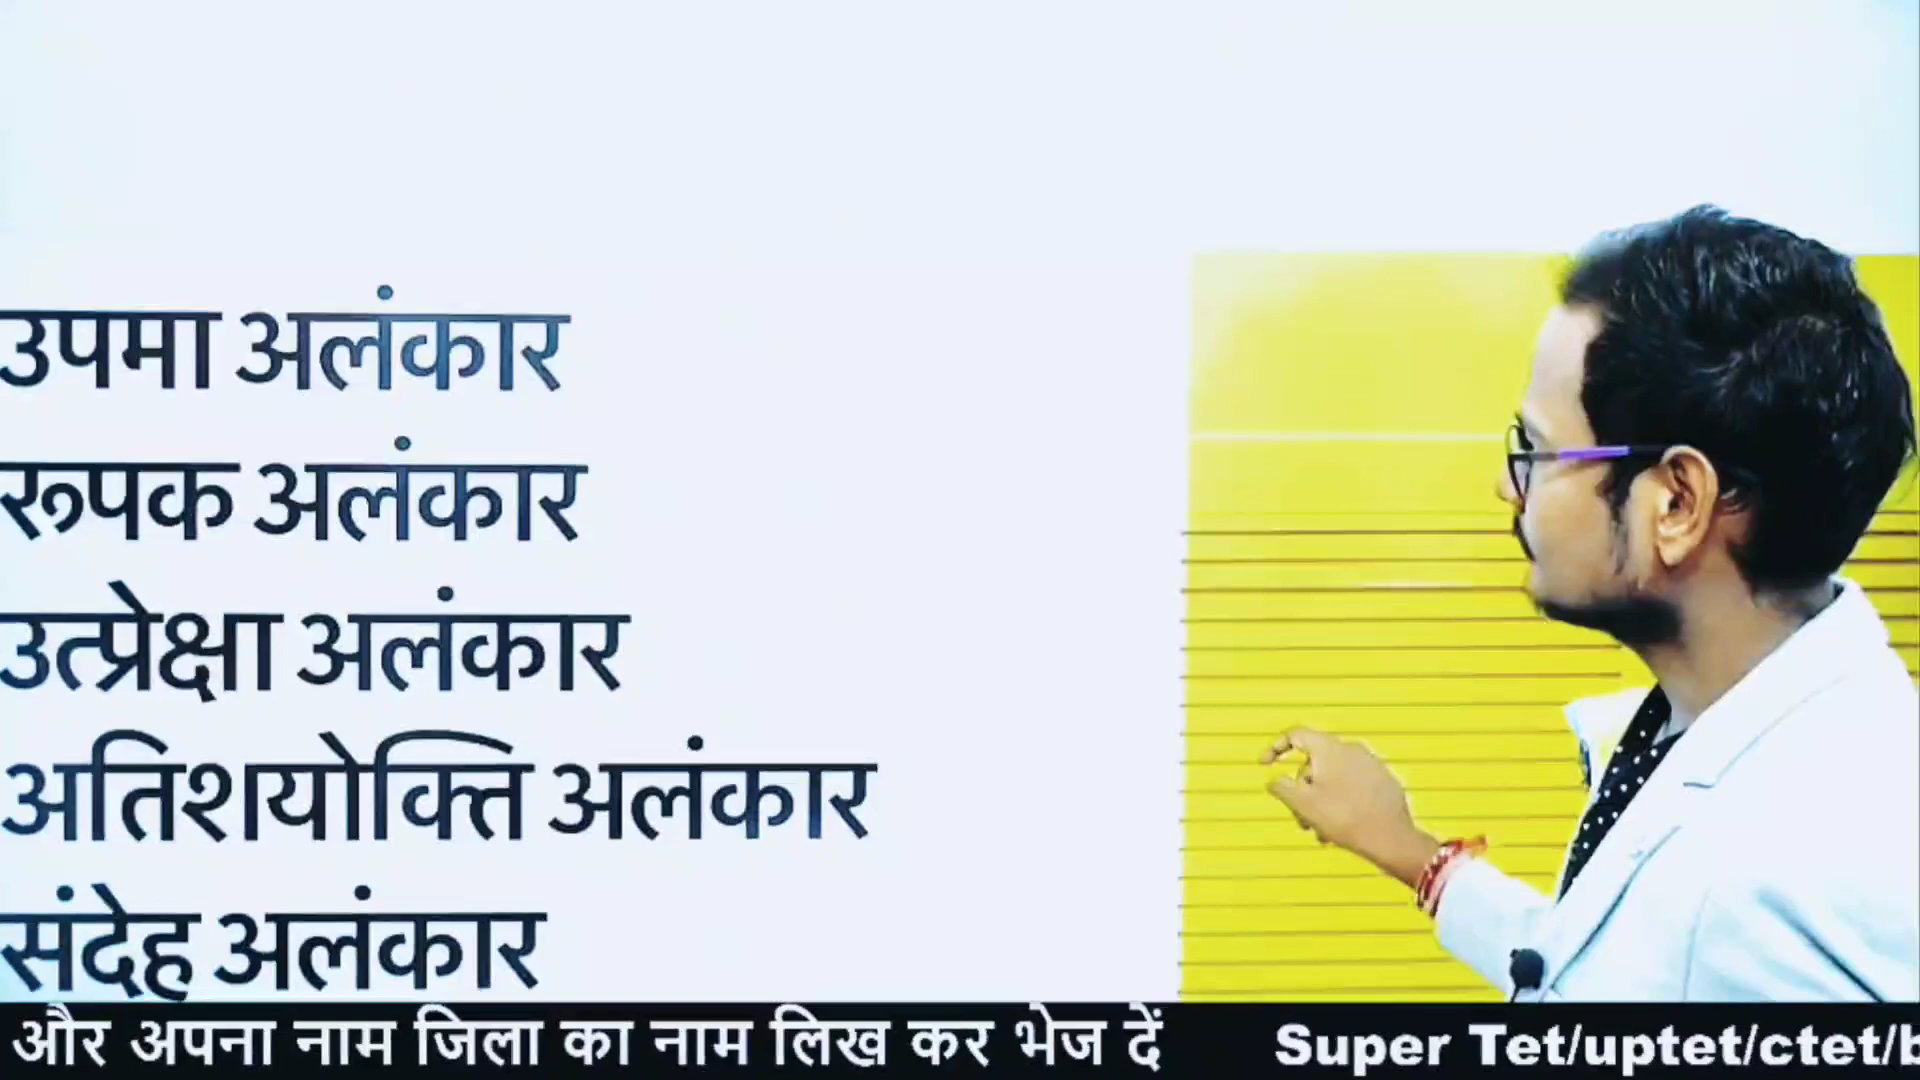 उपमा अलंकार
रूपक अलंकार
उत्प्रेक्षा अलंकार
अतिशयोक्ति अलंकार
संदेह अलंकार
और अपना नाम जिला का नाम लिख कर भेज दें Super Tet/uptet/ctet/b